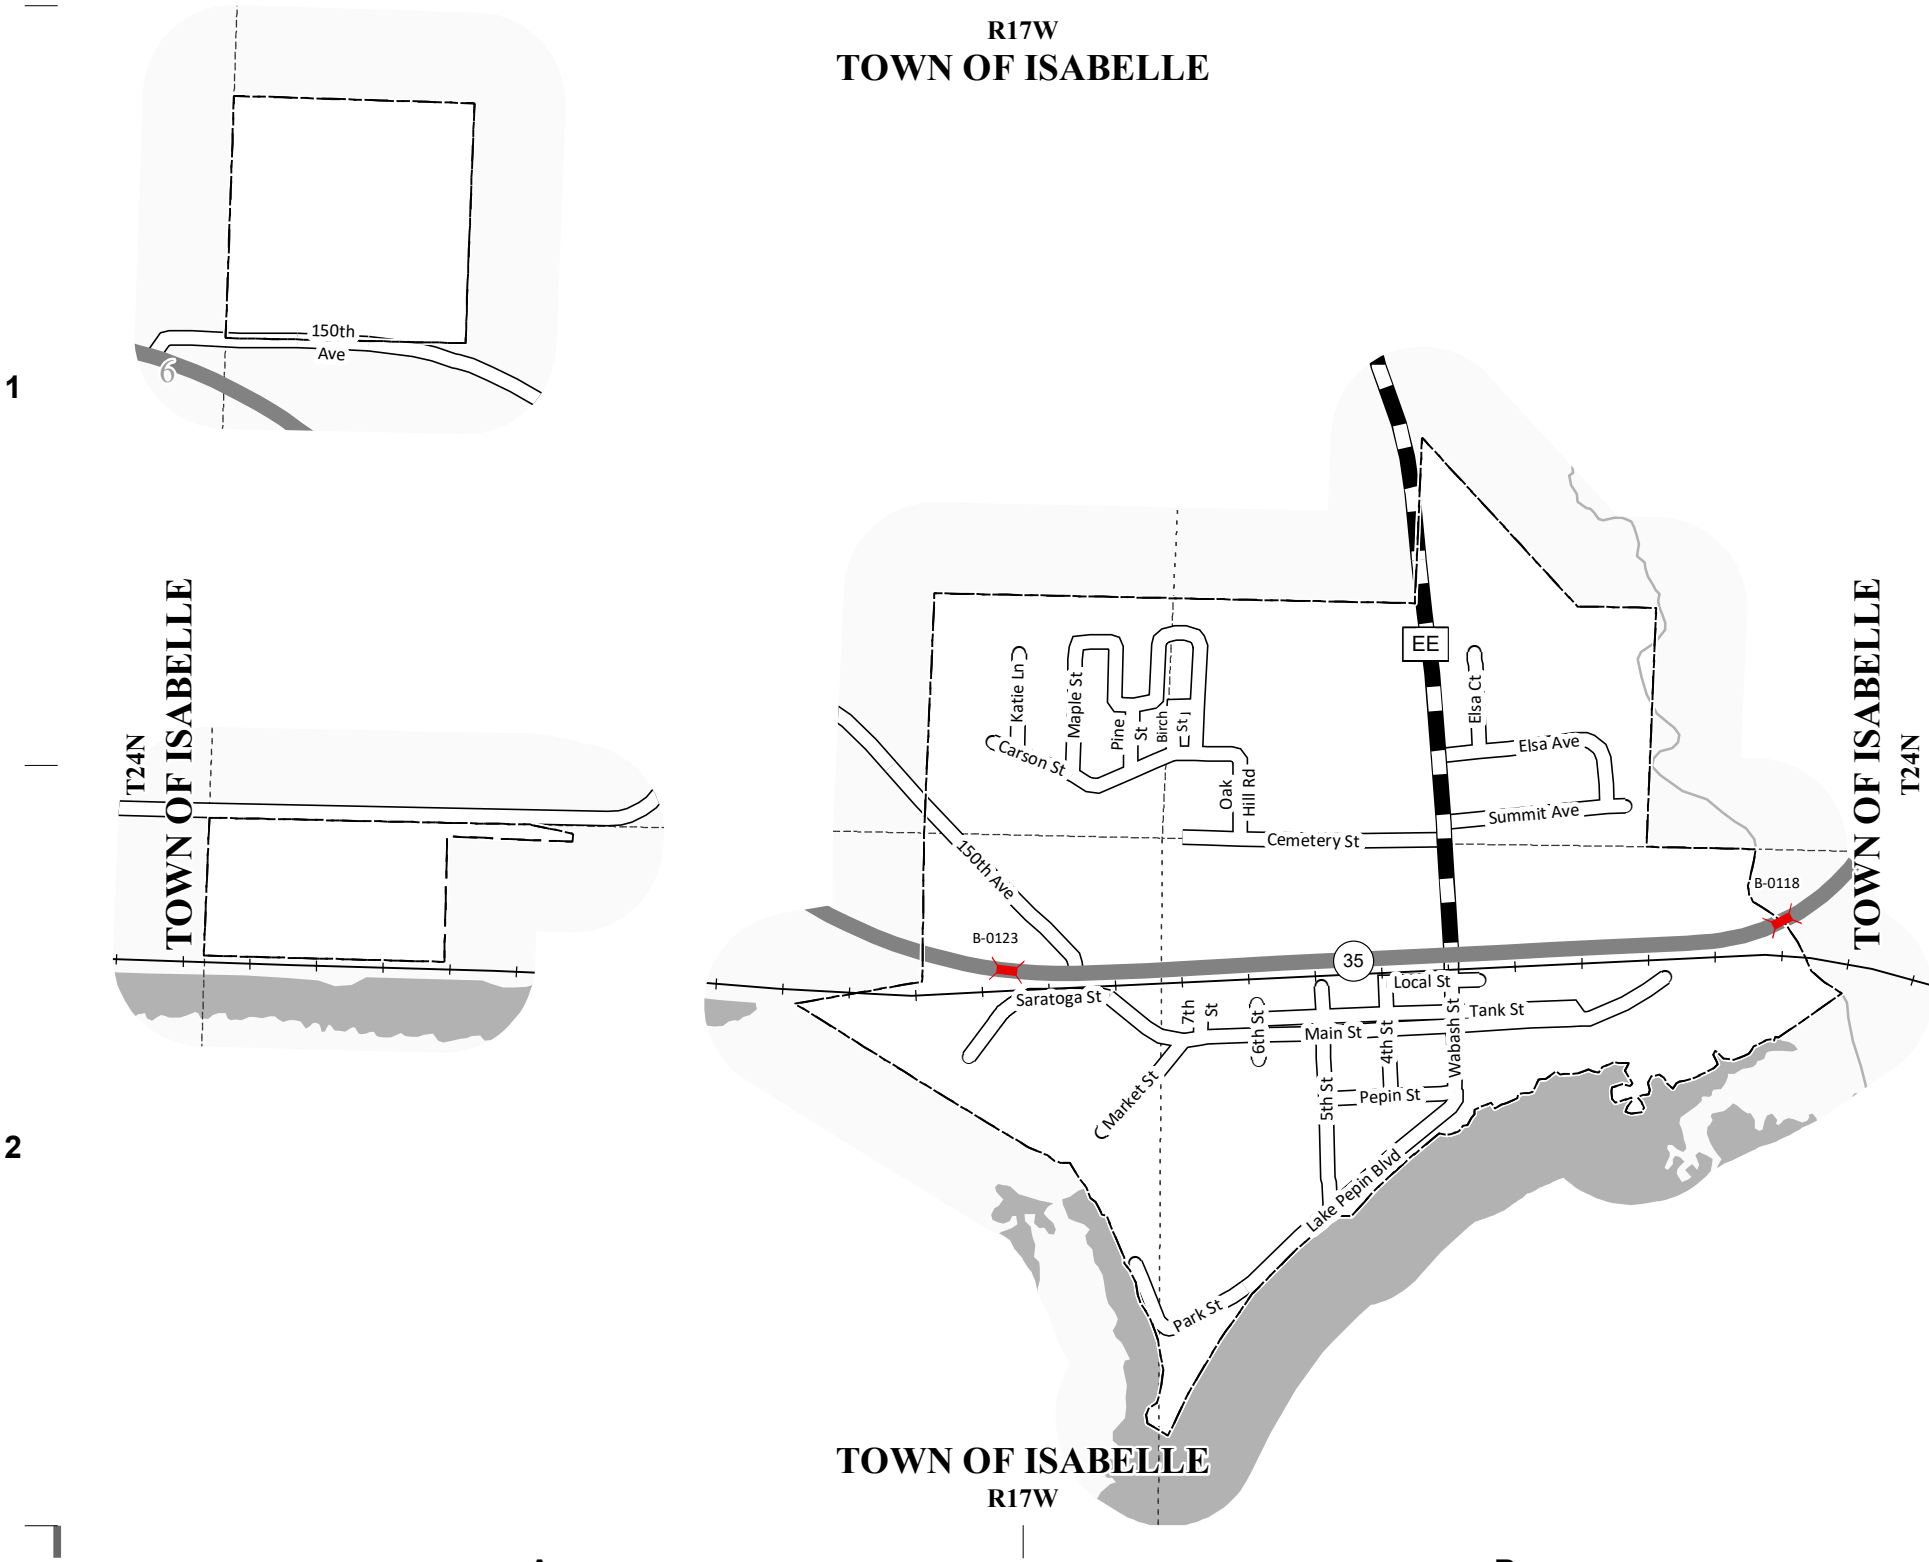 R17W
TOWN OF ISABELLE
150th
Ave
6
1
EE
TOWN OF ISABELLE
T24N
TOWN OF ISABELLE
T24N
Katie Ln
Maple St
Pine
St
Birch
St
Carson St
Oak
Hill Rd
Elsa Ct
Elsa Ave
Summit Ave
Cemetery St
150th Ave
B-0118
B-0123
35
Local St
Saratoga St
7th
St
6th St
Tank St
Main St
4th St
Wabash St
Market St
5th St
Pepin St
2
Lake Pepin Blvd
Park St
TOWN OF ISABELLE
R17W